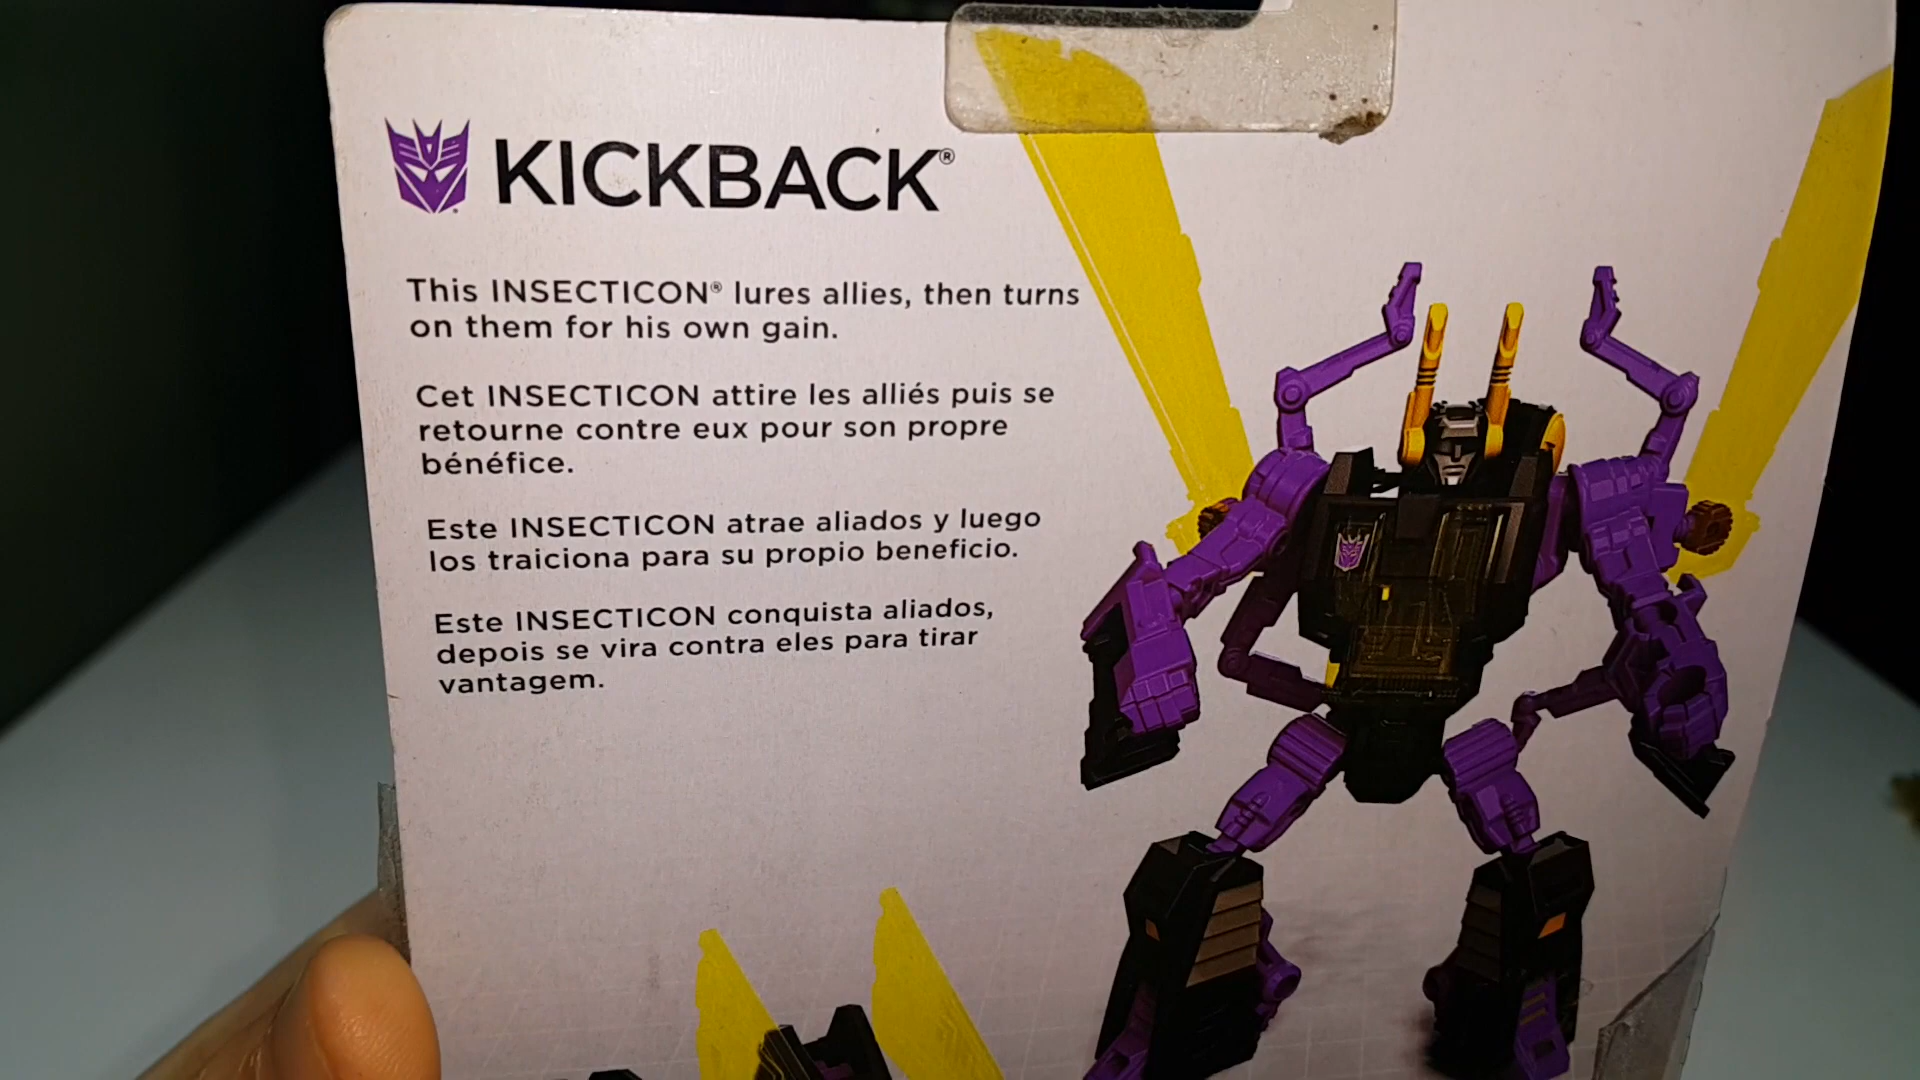 KICKBACK®
This INSECTICON® lures allies, then turns
on them for his own gain.
Cet INSECTICON attire les alliés puis se
retourne contre eux pour son propre
bénéfice.
Este INSECTICON atrae aliados y luego
los traiciona para su propio beneficio.
Este INSECTICON conquista aliados,
depois se vira contra eles para tirar
vantagem.